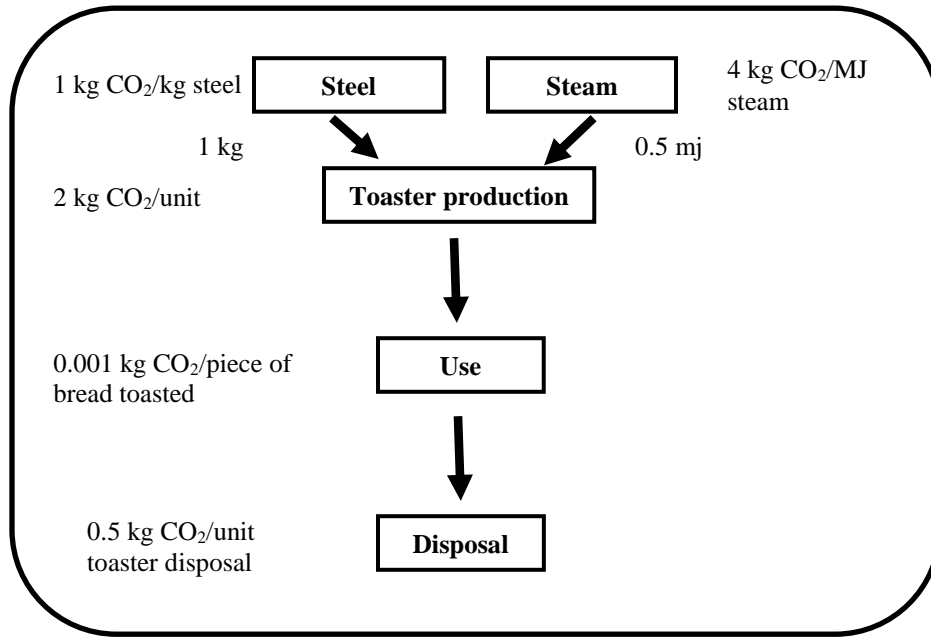 1 kg CO₂/kg steel
Steel
Steam
4 kg CO₂/MJ
steam
1 kg
0.5 mj
2 kg CO₂/unit
Toaster production
0.001 kg CO₂/piece of
bread toasted
Use
0.5 kg CO₂/unit
toaster disposal
Disposal